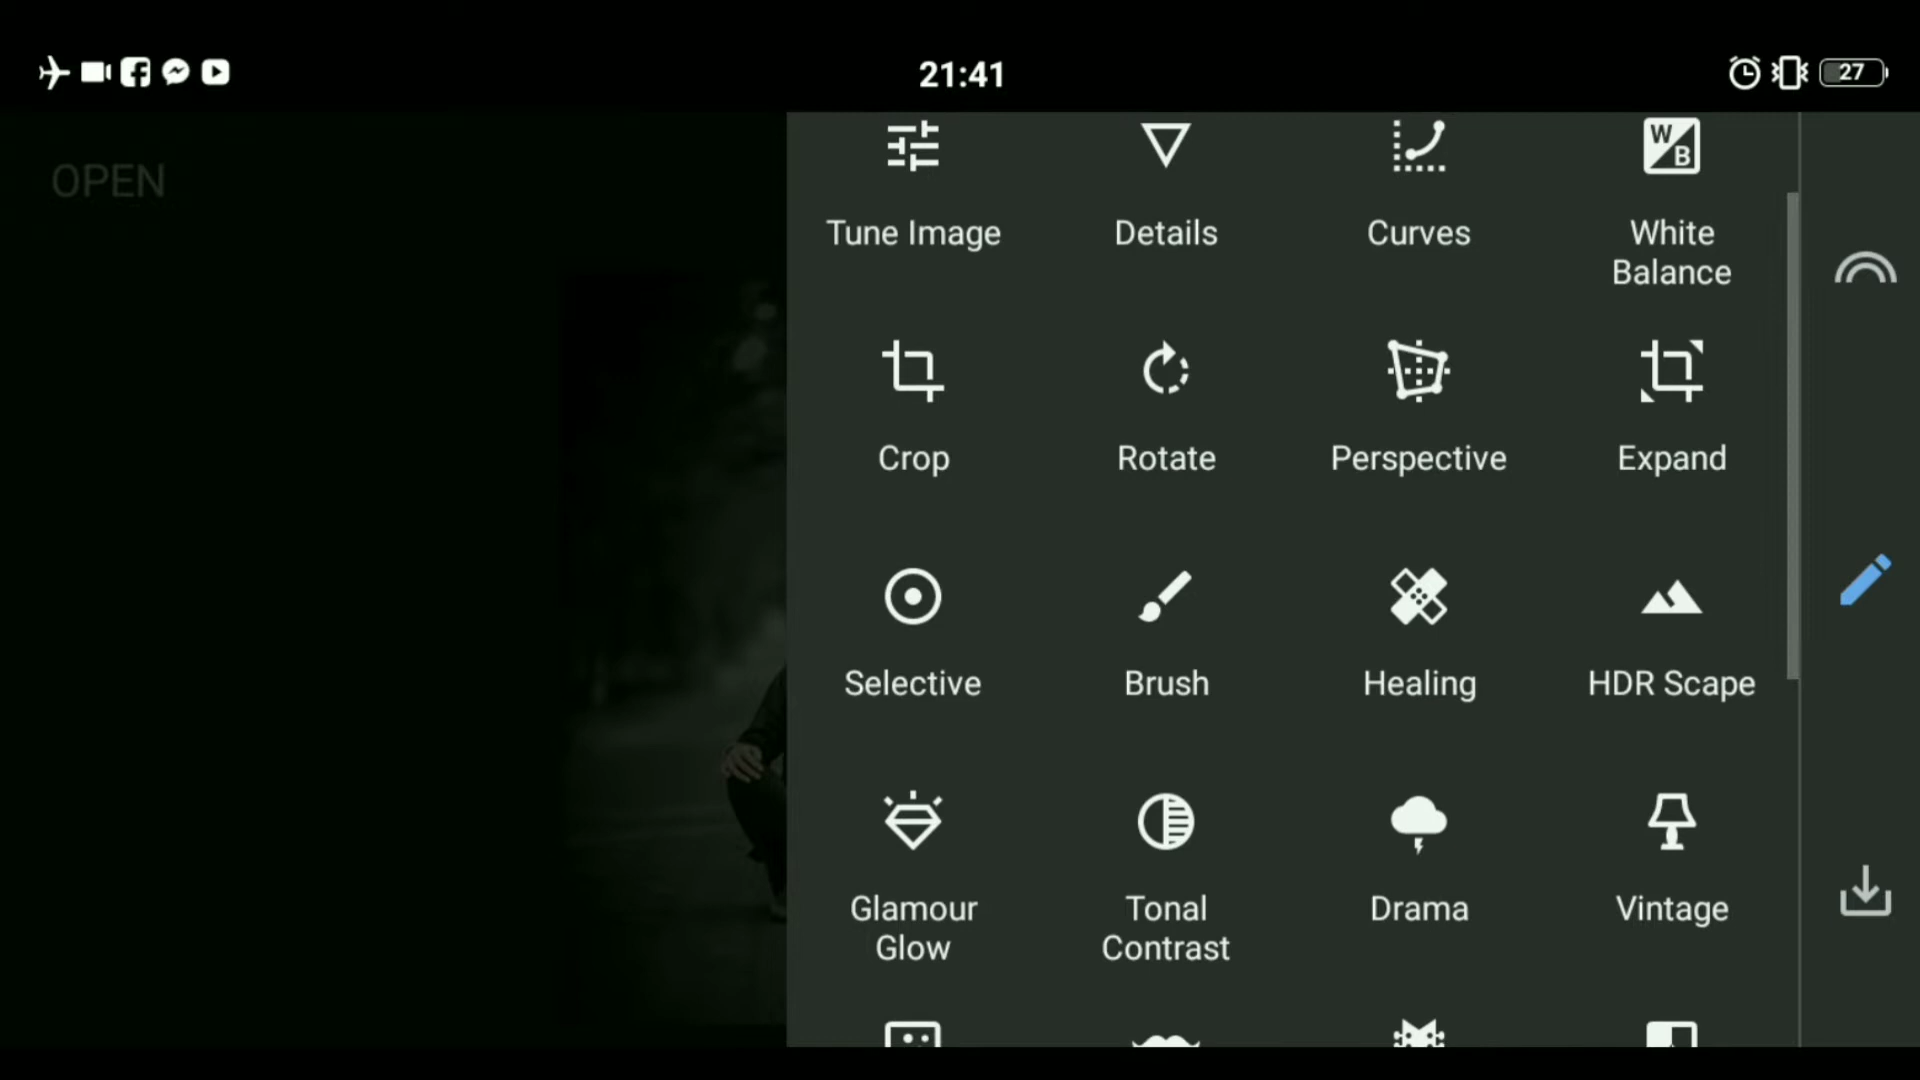 21:41
27
OPEN
Tune Image
Details
Curves
W
B
White
Balance
Crop
Rotate
Perspective
Expand
Selective
Brush
Healing
HDR Scape
Glamour
Glow
Tonal
Contrast
Drama
Vintage